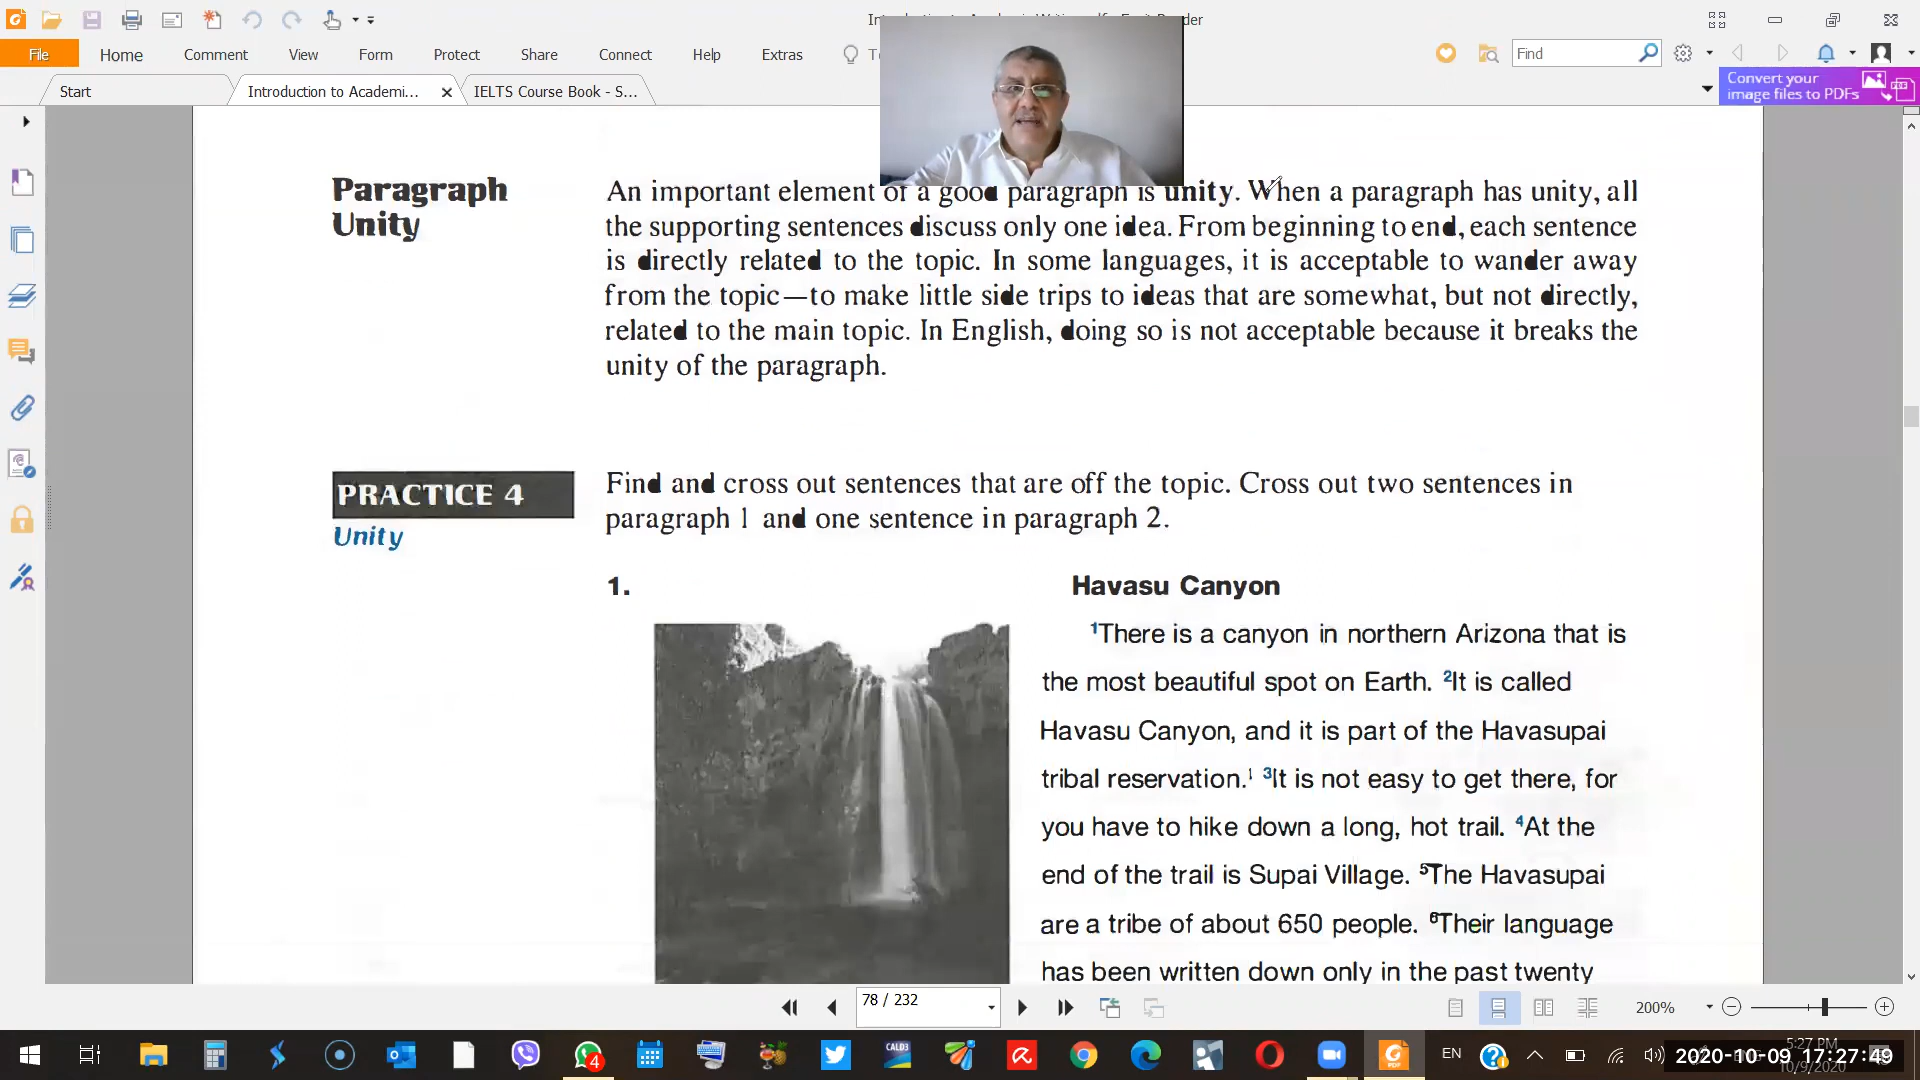 File
Home
Comment
View
Form
Protect
Share
Connect
Help
Extras
Find
Start
Introduction to Academi...
IELTS Course Book - S...
Convert your
image files to PDFs
Paragraph
Unity
An important element of a good paragraph is unity. When a paragraph has unity, all
the supporting sentences discuss only one idea. From beginning to end, each sentence
is directly related to the topic. In some languages, it is acceptable to wander away
from the topic—to make little side trips to ideas that are somewhat, but not directly,
related to the main topic. In English, doing so is not acceptable because it breaks the
unity of the paragraph.
PRACTICE 4
Unity
Find and cross out sentences that are off the topic. Cross out two sentences in
paragraph 1 and one sentence in paragraph 2.
1.
Havasu Canyon
1There is a canyon in northern Arizona that is
the most beautiful spot on Earth. 2It is called
Havasu Canyon, and it is part of the Havasupai
tribal reservation.1 3It is not easy to get there, for
you have to hike down a long, hot trail. 4At the
end of the trail is Supai Village. 5The Havasupai
are a tribe of about 650 people. 6Their language
has been written down only in the past twenty
78 / 232
200%
CALD3
4
EN
5:27 PM
10/9/2020
2020-10-09 17:27:49